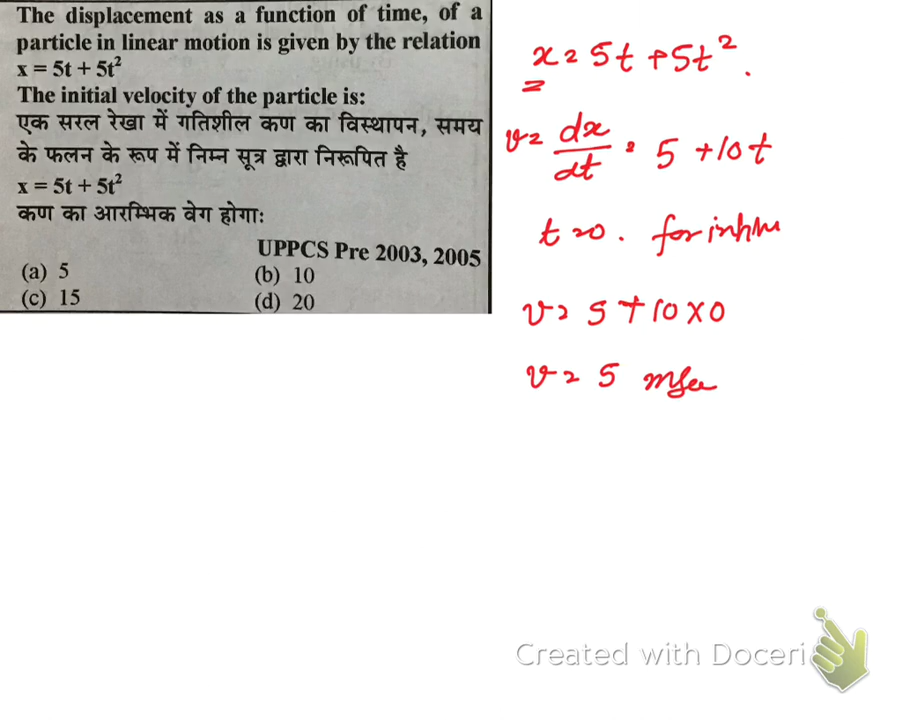 The displacement as a function of time, of a
particle in linear motion is given by the relation
x = 5t + 5t²
The initial velocity of the particle is:
एक सरल रेखा में गतिशील कण का विस्थापन, समय
के फलन के रूप में निम्न सूत्र द्वारा निरूपित है
x = 5t + 5t²
कण का आरम्भिक वेग होगाः
UPPCS Pre 2003, 2005
(a) 5 (b) 10
(c) 15 (d) 20
x = 5t + 5t².
v = dx/dt = 5 + 10t
t = 0. for
v = 5 + 10 x 0
v = 5 m/sec
Created with Doceri